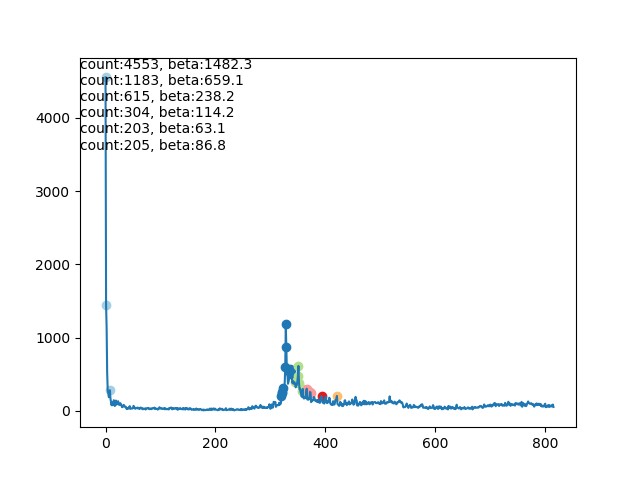 count:4553, beta:1482.3
count:1183, beta:659.1
count:615, beta:238.2
count:304, beta:114.2
count:203, beta:63.1
count:205, beta:86.8
4000
3000
2000
1000
0
0 200 400 600 800